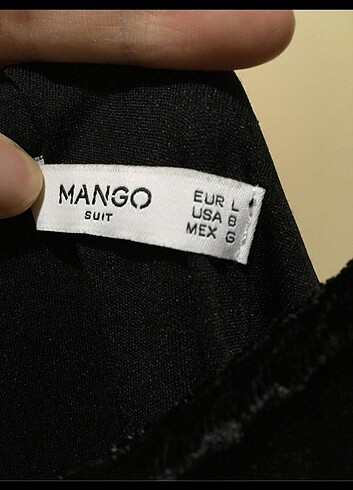 MANGO
SUIT
EUR L
USA 8
MEX G